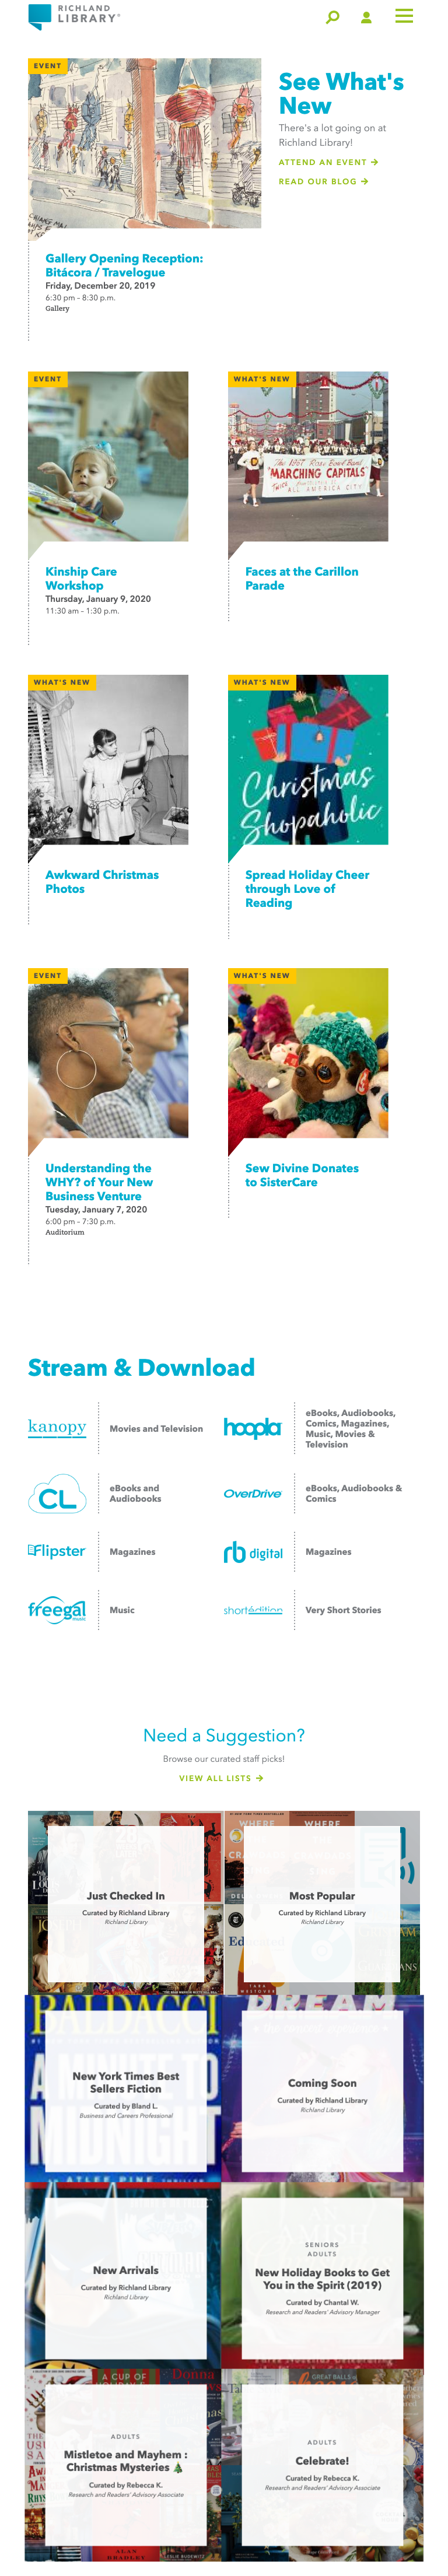 RICHLAND
LIBRARY
EVENT
See What's
New
There's a lot going on at
Richland Library!
ATTEND AN EVENT →
READ OUR BLOG →
Gallery Opening Reception:
Bitácora / Travelogue
Friday, December 20, 2019
6:30 pm – 8:30 p.m.
Gallery
EVENT
WHAT'S NEW
MARCHING CAPITALS
Kinship Care
Workshop
Thursday, January 9, 2020
11:30 am – 1:30 p.m.
Faces at the Carillon
Parade
WHAT'S NEW
WHAT'S NEW
Christmas
Shopaholic
Awkward Christmas
Photos
Spread Holiday Cheer
through Love of
Reading
EVENT
WHAT'S NEW
Understanding the
WHY? of Your New
Business Venture
Tuesday, January 7, 2020
6:00 pm – 7:30 p.m.
Auditorium
Sew Divine Donates
to SisterCare
Stream & Download
kanopy
Movies and Television
hoopla
eBooks, Audiobooks,
Comics, Magazines,
Music, Movies &
Television
CL
eBooks and
Audiobooks
OverDrive
eBooks, Audiobooks &
Comics
Flipster
Magazines
rb digital
Magazines
freegal
music
Music
shortédition
Very Short Stories
Need a Suggestion?
Browse our curated staff picks!
VIEW ALL LISTS →
Just Checked In
Curated by Richland Library
Richland Library
Most Popular
Curated by Richland Library
Richland Library
BALDACCI
New York Times Best
Sellers Fiction
Curated by Bland L.
Business and Careers Professional
Coming Soon
Curated by Richland Library
Richland Library
ATLEE PINE
New Arrivals
Curated by Richland Library
Richland Library
SENIORS
ADULTS
New Holiday Books to Get
You in the Spirit (2019)
Curated by Chantal W.
Research and Readers' Advisory Manager
A CUP OF
ADULTS
Mistletoe and Mayhem :
Christmas Mysteries 🎄
Curated by Rebecca K.
Research and Readers' Advisory Associate
ADULTS
Celebrate!
Curated by Rebecca K.
Research and Readers' Advisory Associate
ALAN
BRADLEY